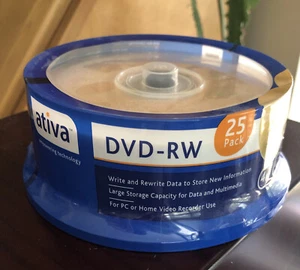 ativa
technology
DVD-RW
25
Pack
Write and Rewrite Data to Store New Information
Large Storage Capacity for Data and Multimedia
For PC or Home Video Recorder Use